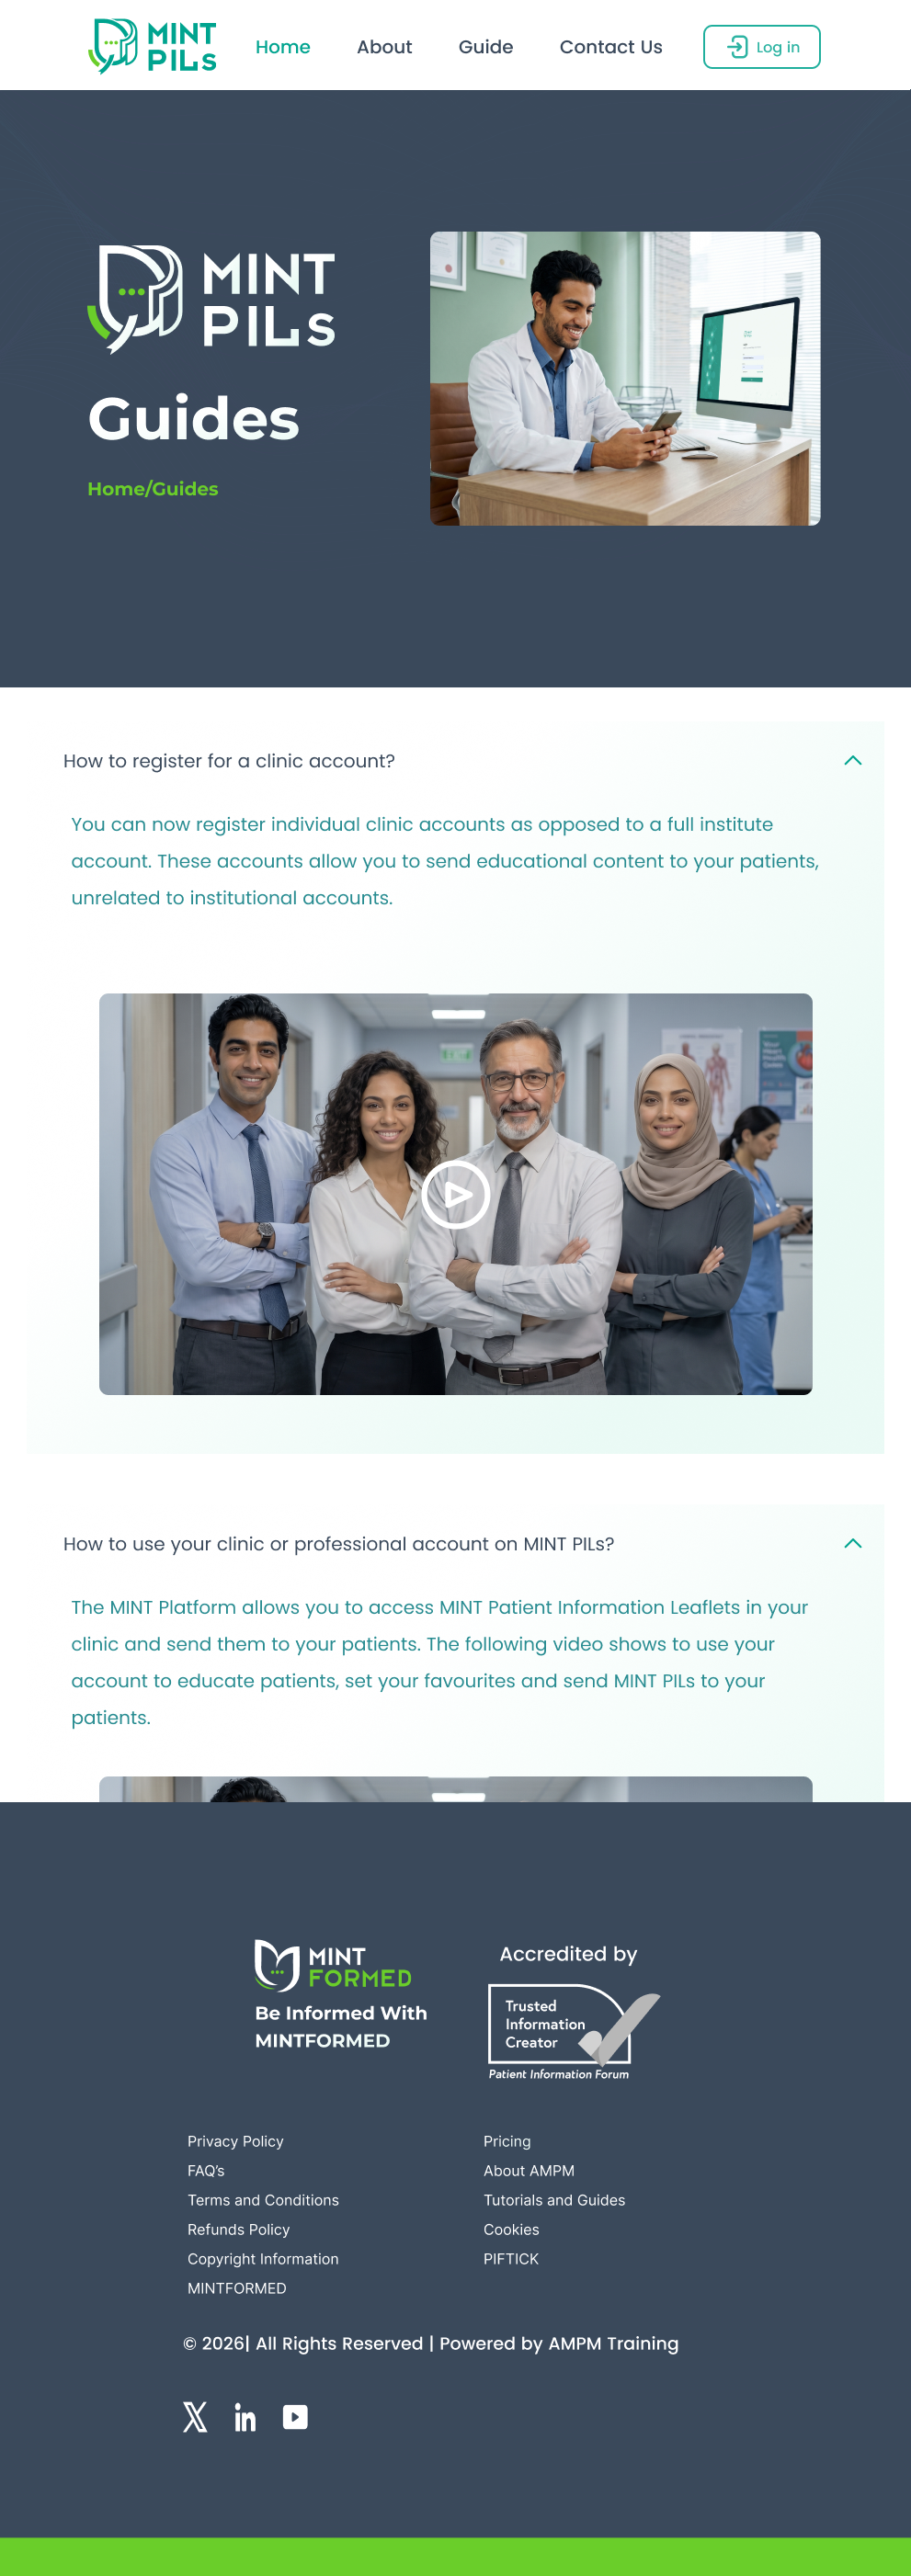 MINT
PILs
Home
About
Guide
Contact Us
Log in
MINT
PILs
Guides
Home/Guides
How to register for a clinic account?
You can now register individual clinic accounts as opposed to a full institute
account. These accounts allow you to send educational content to your patients,
unrelated to institutional accounts.
How to use your clinic or professional account on MINT PILs?
The MINT Platform allows you to access MINT Patient Information Leaflets in your
clinic and send them to your patients. The following video shows to use your
account to educate patients, set your favourites and send MINT PILs to your
patients.
MINT
FORMED
Be Informed With
MINTFORMED
Accredited by
Trusted
Information
Creator
Patient Information Forum
Privacy Policy
FAQ's
Terms and Conditions
Refunds Policy
Copyright Information
MINTFORMED
Pricing
About AMPM
Tutorials and Guides
Cookies
PIFTICK
© 2026| All Rights Reserved | Powered by AMPM Training